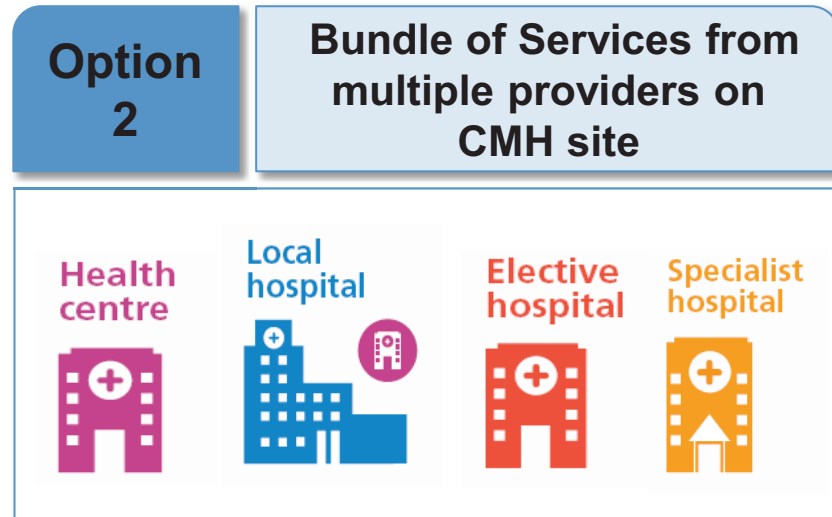 Option
2
Bundle of Services from
multiple providers on
CMH site
Health
centre
Local
hospital
Elective
hospital
Specialist
hospital